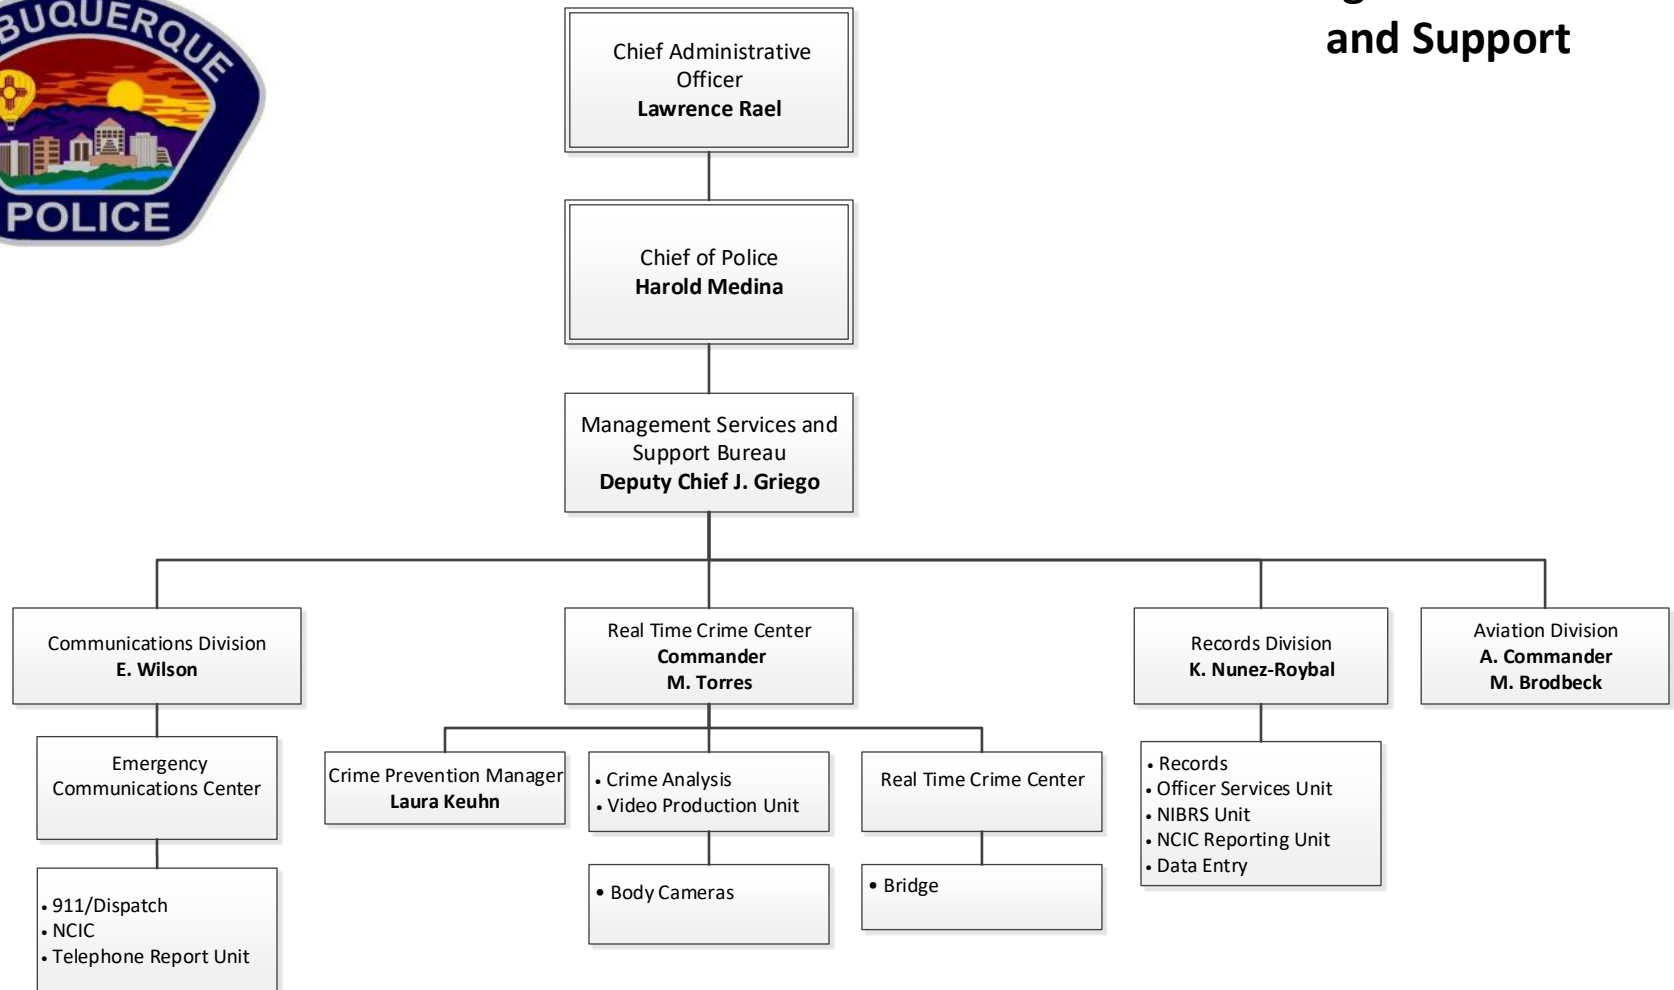 POLICE
and Support
Chief Administrative
Officer
Lawrence Rael
Chief of Police
Harold Medina
Management Services and
Support Bureau
Deputy Chief J. Griego
Communications Division
E. Wilson
Real Time Crime Center
Commander
M. Torres
Records Division
K. Nunez-Roybal
Aviation Division
A. Commander
M. Brodbeck
Emergency
Communications Center
Crime Prevention Manager
Laura Keuhn
• Crime Analysis
• Video Production Unit
Real Time Crime Center
• Records
• Officer Services Unit
• NIBRS Unit
• NCIC Reporting Unit
• Data Entry
• 911/Dispatch
• NCIC
• Telephone Report Unit
• Body Cameras
• Bridge